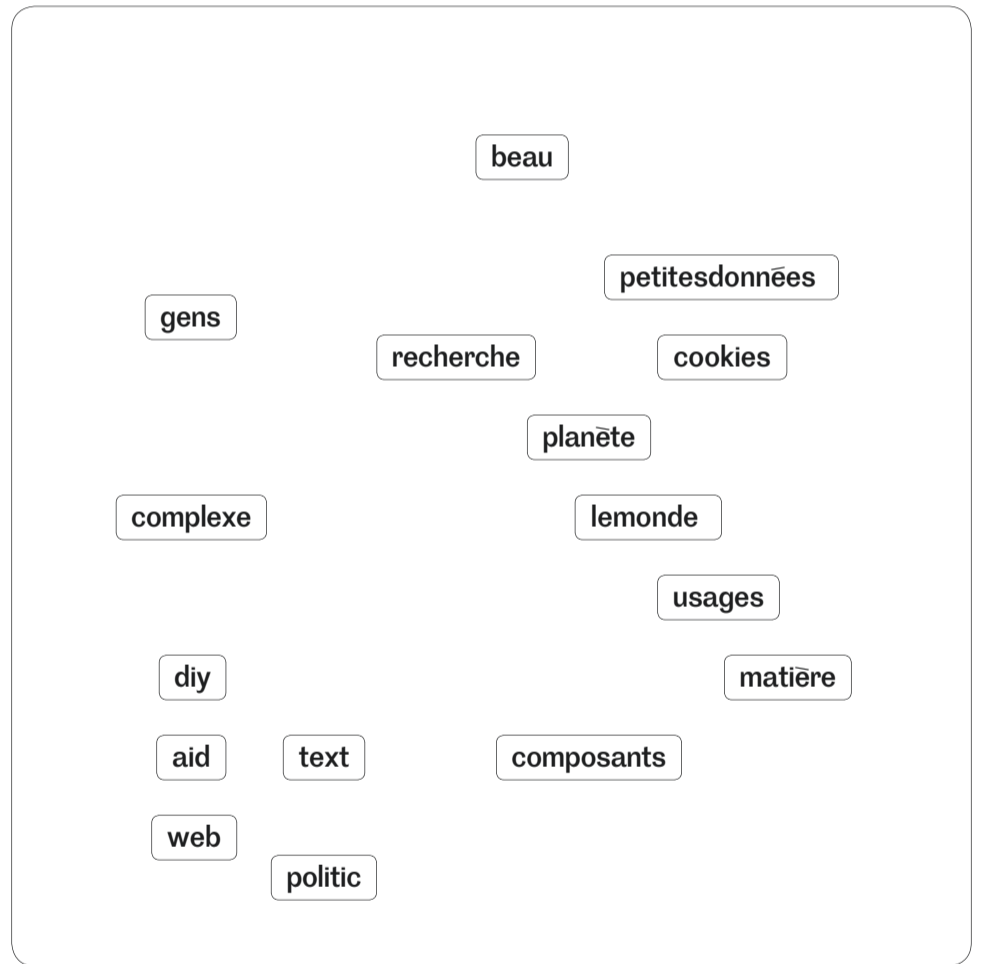 beau
petitesdonnées
gens
recherche
cookies
planète
complexe
lemonde
usages
diy
matière
aid
text
composants
web
politic